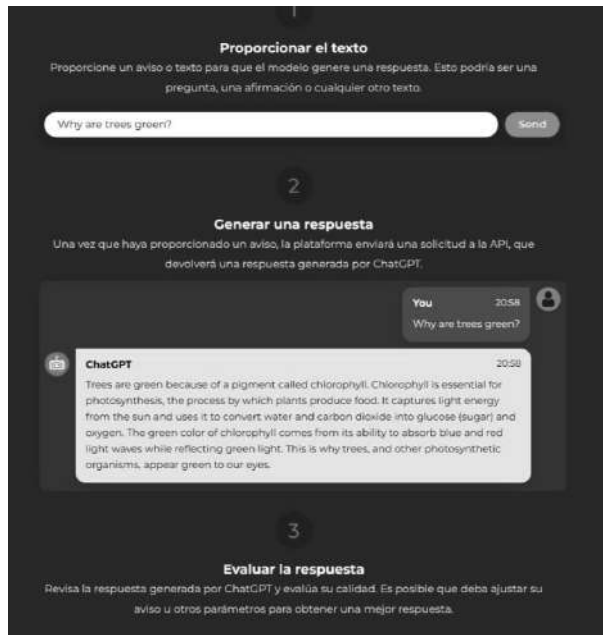 1
Proporcionar el texto
Proporcione un aviso o texto para que el modelo genere una respuesta. Esto podría ser una
pregunta, una afirmación o cualquier otro texto.
Why are trees green?
Send
2
Generar una respuesta
Una vez que haya proporcionado un aviso, la plataforma enviará una solicitud a la API, que
devolverá una respuesta generada por ChatGPT.
You 20:58
Why are trees green?
ChatGPT 20:58
Trees are green because of a pigment called chlorophyll. Chlorophyll is essential for
photosynthesis, the process by which plants produce food. It captures light energy
from the sun and uses it to convert water and carbon dioxide into glucose (sugar) and
oxygen. The green color of chlorophyll comes from its ability to absorb blue and red
light waves while reflecting green light. This is why trees, and other photosynthetic
organisms, appear green to our eyes.
3
Evaluar la respuesta
Revisa la respuesta generada por ChatGPT y evalúa su calidad. Es posible que deba ajustar su
aviso u otros parámetros para obtener una mejor respuesta.